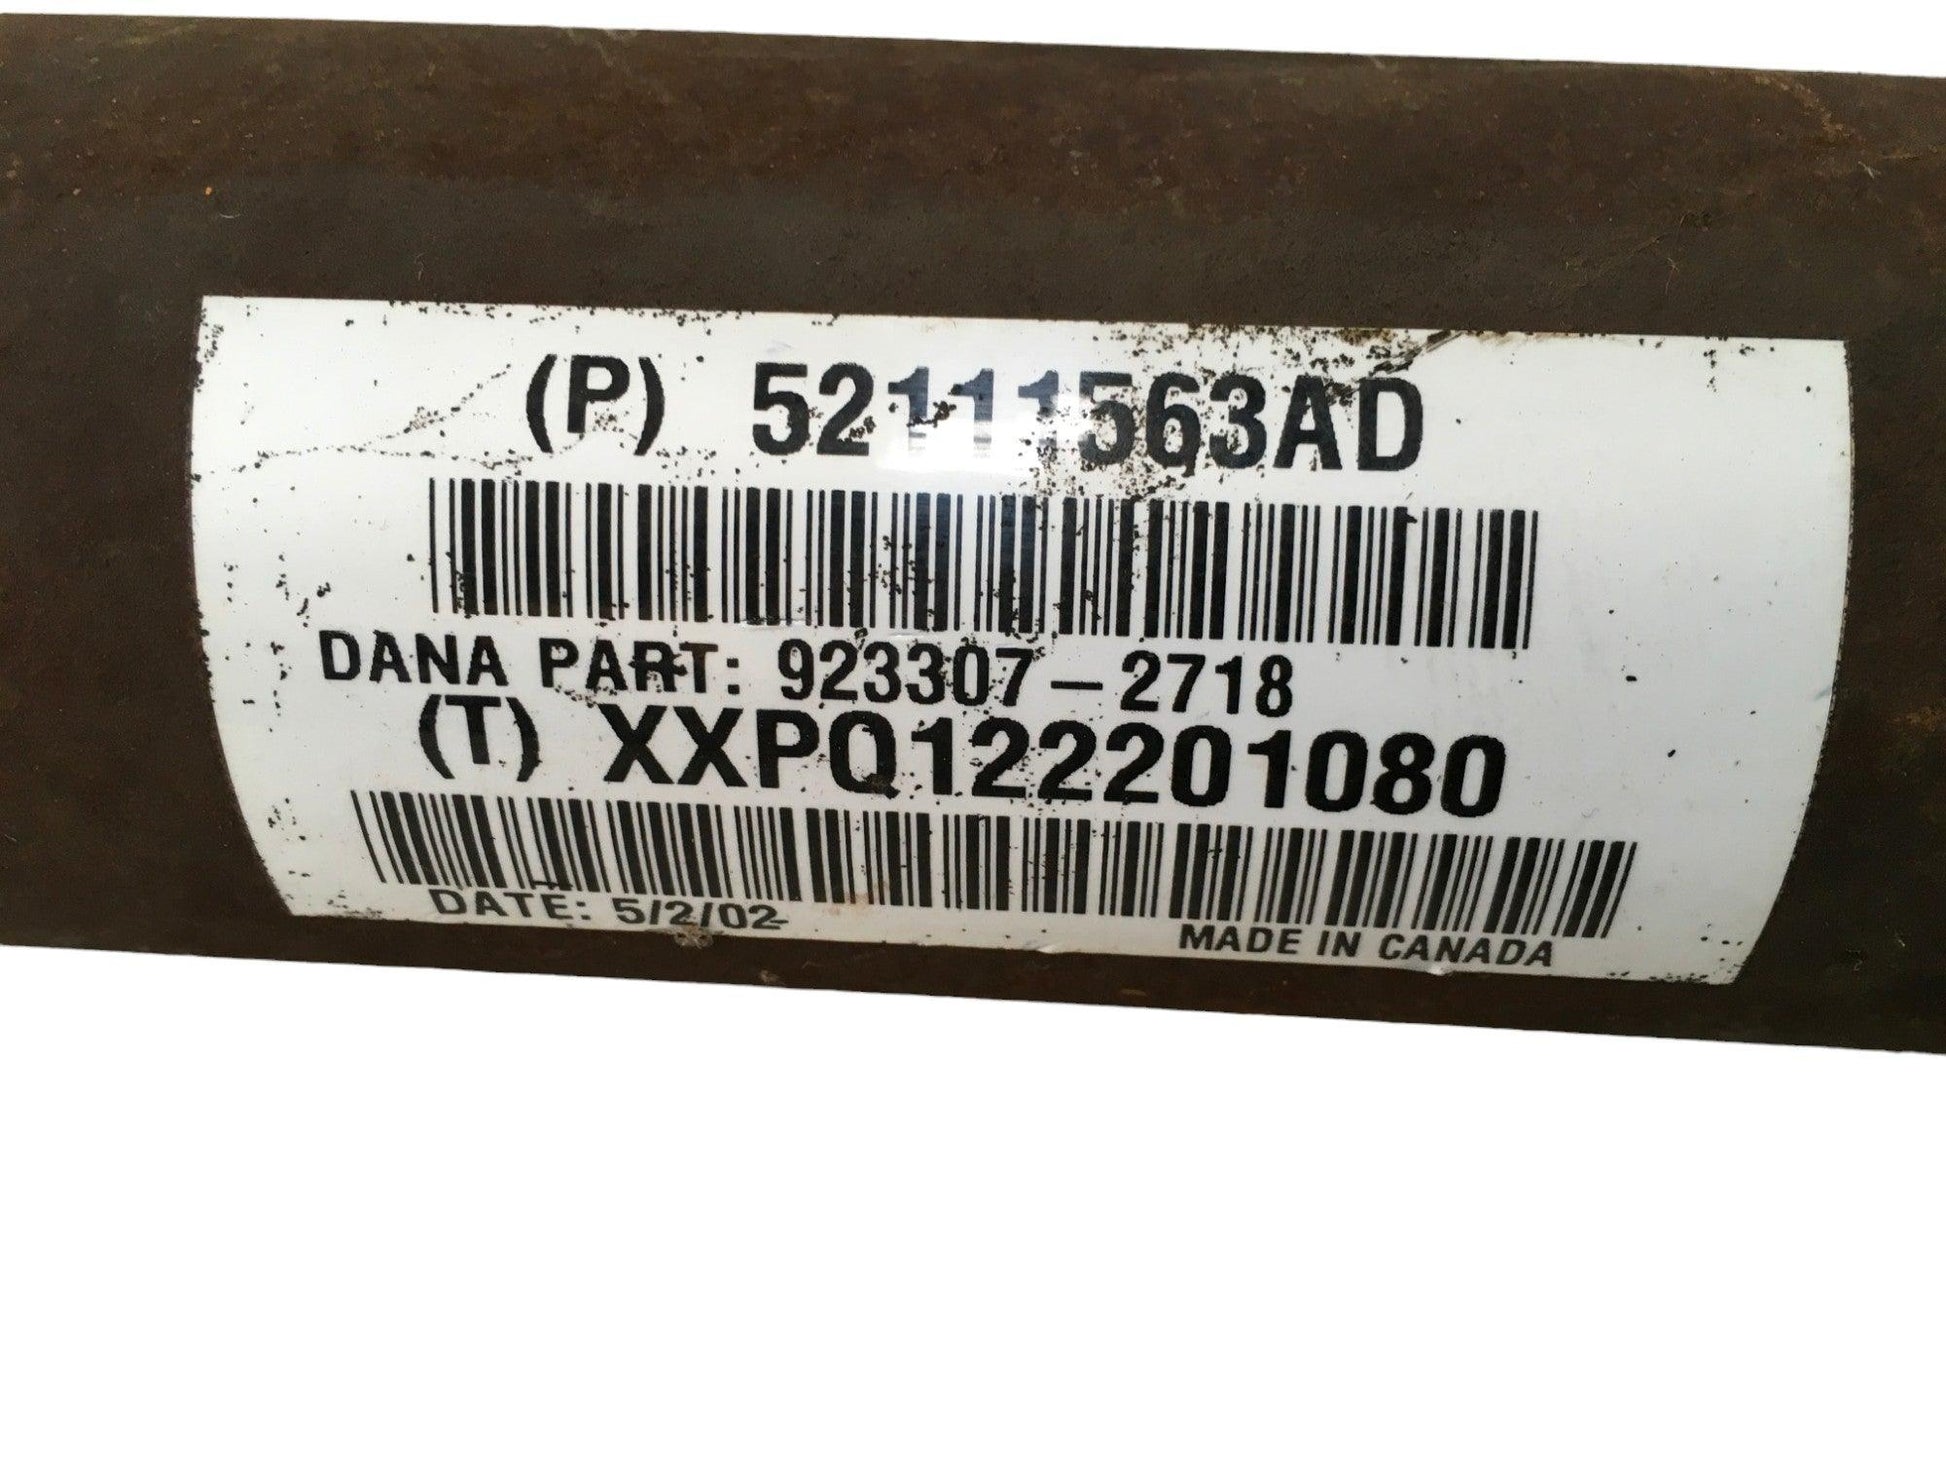 (P) 52111563AD
DANA PART: 923307-2718
(T) XXPQ122201080
DATE: 5/2/02
MADE IN CANADA